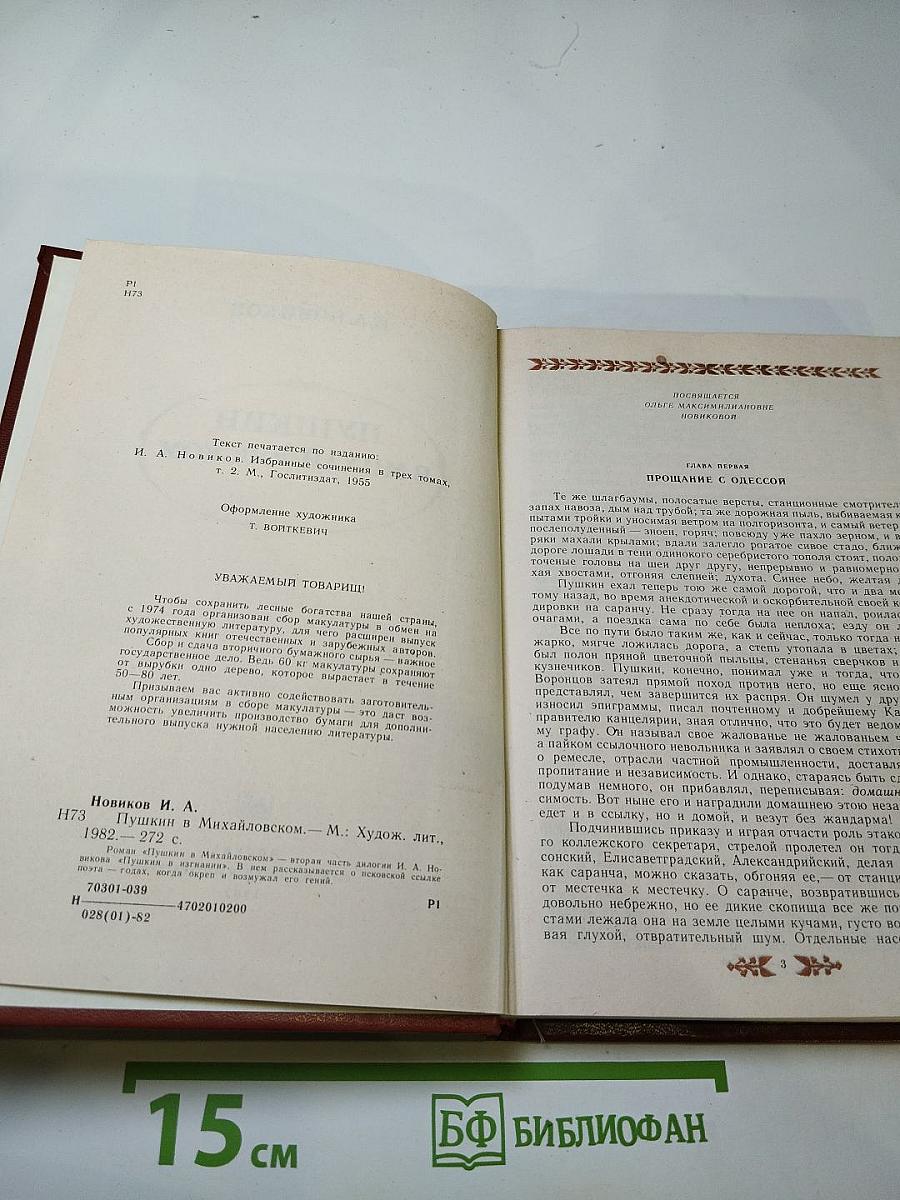 Р1
Н73
Текст печатается по изданию:
И. А. Новиков. Избранные сочинения в трех томах,
т. 2. М., Гослитиздат, 1955
Оформление художника
Т. ВОЙТКЕВИЧ
УВАЖАЕМЫЙ ТОВАРИЩ!
Чтобы сохранить лесные богатства нашей страны,
с 1974 года организован сбор макулатуры в обмен на
художественную литературу, для чего расширен выпуск
популярных книг отечественных и зарубежных авторов.
Сбор и сдача вторичного бумажного сырья — важное
государственное дело. Ведь 60 кг макулатуры сохраняют
от вырубки одно дерево, которое вырастает в течение
50—80 лет.
Призываем вас активно содействовать заготовитель-
ным организациям в сборе макулатуры — это даст воз-
можность увеличить производство бумаги для дополни-
тельного выпуска нужной населению литературы.
Новиков И. А.
Н73 Пушкин в Михайловском.— М.: Худож. лит.,
1982.— 272 с.
Роман «Пушкин в Михайловском» — вторая часть дилогии И. А. Но-
викова «Пушкин в изгнании». В нем рассказывается о псковской ссылке
поэта — годах, когда окреп и возмужал его гений.
70301-039
Н 4702010200 Р1
028(01)-82
ПОСВЯЩАЕТСЯ
ОЛЬГЕ МАКСИМИЛИАНОВНЕ
НОВИКОВОЙ
ГЛАВА ПЕРВАЯ
ПРОЩАНИЕ С ОДЕССОЙ
Те же шлагбаумы, полосатые версты, станционные смотрител
запах навоза, дым над трубой; та же дорожная пыль, выбиваемая к
пытами тройки и уносимая ветром на полгоризонта, и самый ветер
послеполуденный — зноен, горяч; повсюду уже пахло зерном, и в
ряки махали крылами; вдали залегло рогатое сивое стадо, ближ
дороге лошади в тени одинокого серебристого тополя стоят, поло
точеные головы на шеи друг другу, непрерывно и равномерно
хая хвостами, отгоняя слепней; духота. Синее небо, желтая д
Пушкин ехал теперь тою же самой дорогой, что и два ме
тому назад, во время анекдотической и оскорбительной своей к
дировки на саранчу. Не сразу тогда на нее он напал, роилас
очагами, а поездка сама по себе была неплоха; езду он л
Все по пути было таким же, как и сейчас, только тогда н
жарко, мягче ложилась дорога, а степь утопала в цветах;
был полон пряной цветочной пыльцы, стенанья сверчков и
кузнечиков. Пушкин, конечно, понимал уже и тогда, что
Воронцов затеял прямой поход против него, но еще ясно
представлял, чем завершится их распря. Он шумел у дру
износил эпиграммы, писал почтенному и добрейшему Ка
правителю канцелярии, зная отлично, что это будет ведом
му графу. Он называл свое жалованье не жалованьем ч
а пайком ссылочного невольника и заявлял о своем стихот
о ремесле, отрасли частной промышленности, доставля
пропитание и независимость. И однако, стараясь быть сд
подумав немного, он прибавлял, переписывая: домашн
симость. Вот ныне его и наградили домашнею этою неза
едет и в ссылку, но и домой, и везут без жандарма!
Подчинившись приказу и играя отчасти роль этако
го коллежского секретаря, стрелой пролетел он тогд
сонский, Елисаветградский, Александрийский, делая
как саранча, можно сказать, обгоняя ее,— от станци
от местечка к местечку. О саранче, возвратившись
довольно небрежно, но ее дикие скопища все же по
стами лежала она на земле целыми кучами, густо во
вая глухой, отвратительный шум. Отдельные насе
3
15 см
БФ БИБЛИОФАН